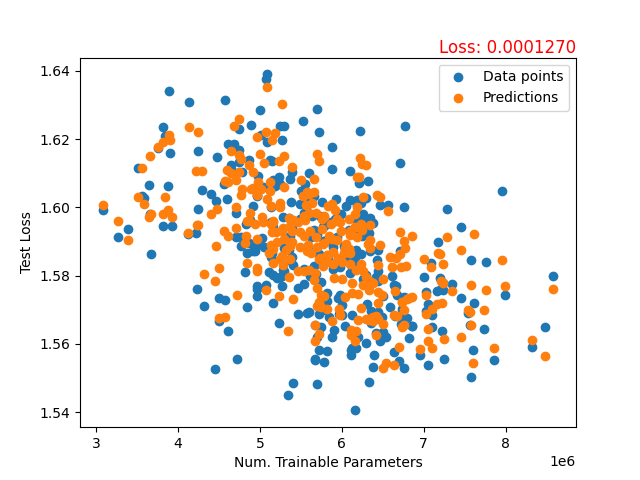 Loss: 0.0001270
Data points
Predictions
1.64
1.62
1.60
1.58
1.56
1.54
Test Loss
3 4 5 6 7 8
1e6
Num. Trainable Parameters